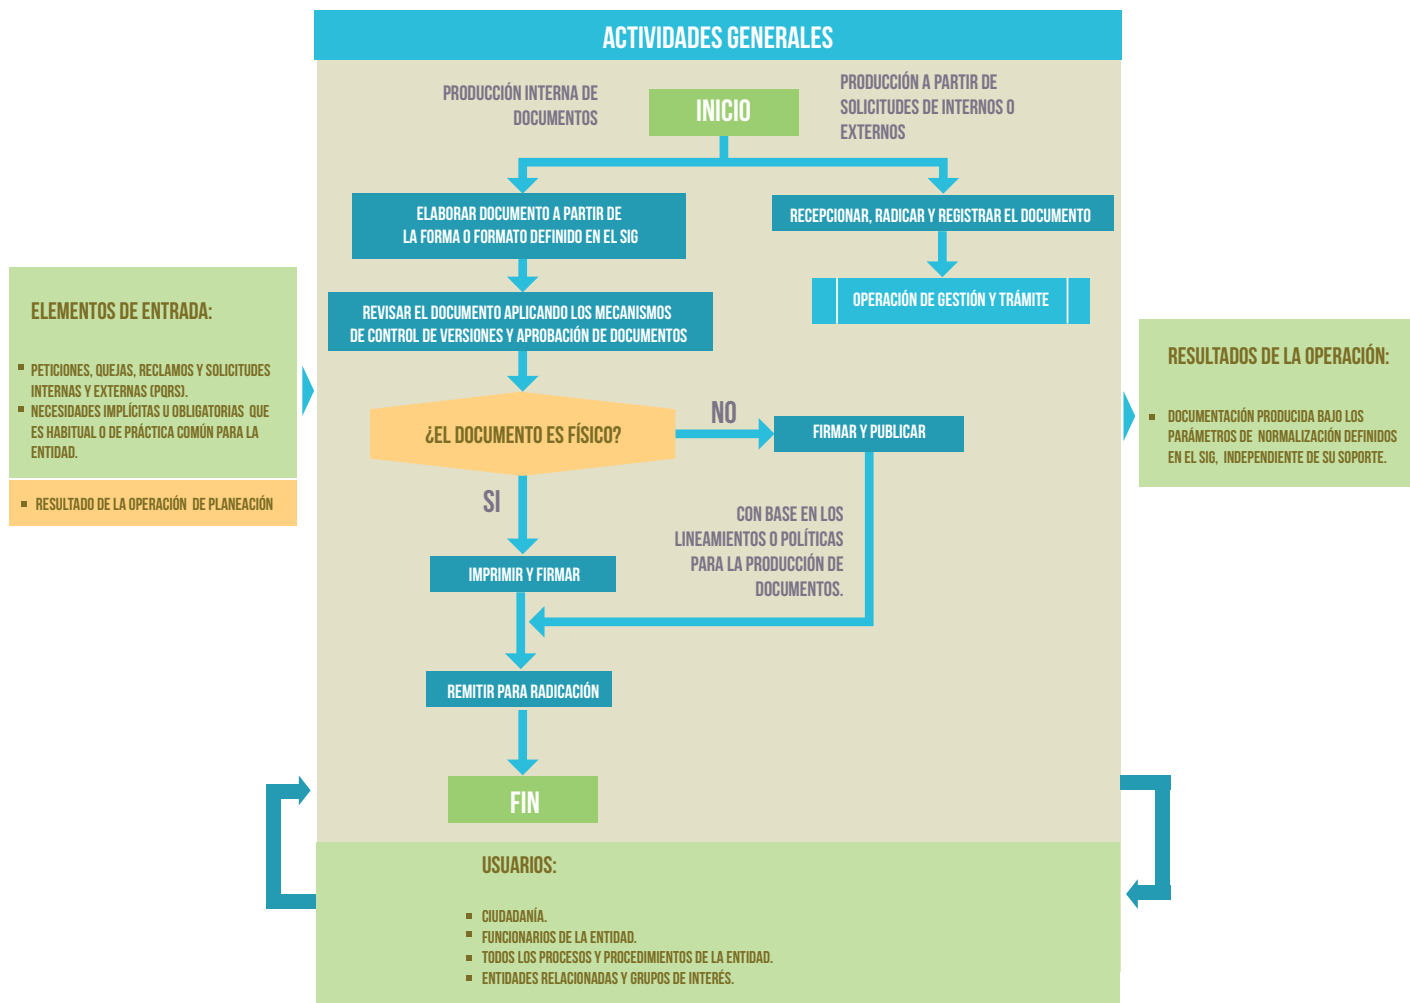 ACTIVIDADES GENERALES
PRODUCCIÓN INTERNA DE
DOCUMENTOS
INICIO
PRODUCCIÓN A PARTIR DE
SOLICITUDES DE INTERNOS O
EXTERNOS
ELABORAR DOCUMENTO A PARTIR DE
LA FORMA O FORMATO DEFINIDO EN EL SIG
RECEPCIONAR, RADICAR Y REGISTRAR EL DOCUMENTO
REVISAR EL DOCUMENTO APLICANDO LOS MECANISMOS
DE CONTROL DE VERSIONES Y APROBACIÓN DE DOCUMENTOS
OPERACIÓN DE GESTIÓN Y TRÁMITE
¿EL DOCUMENTO ES FÍSICO?
NO
FIRMAR Y PUBLICAR
SI
CON BASE EN LOS
LINEAMIENTOS O POLÍTICAS
PARA LA PRODUCCIÓN DE
DOCUMENTOS.
IMPRIMIR Y FIRMAR
REMITIR PARA RADICACIÓN
FIN
ELEMENTOS DE ENTRADA:
PETICIONES, QUEJAS, RECLAMOS Y SOLICITUDES
INTERNAS Y EXTERNAS (PQRS).
NECESIDADES IMPLÍCITAS U OBLIGATORIAS QUE
ES HABITUAL O DE PRÁCTICA COMÚN PARA LA
ENTIDAD.
RESULTADO DE LA OPERACIÓN DE PLANEACIÓN
RESULTADOS DE LA OPERACIÓN:
DOCUMENTACIÓN PRODUCIDA BAJO LOS
PARÁMETROS DE NORMALIZACIÓN DEFINIDOS
EN EL SIG, INDEPENDIENTE DE SU SOPORTE.
USUARIOS:
CIUDADANÍA.
FUNCIONARIOS DE LA ENTIDAD.
TODOS LOS PROCESOS Y PROCEDIMIENTOS DE LA ENTIDAD.
ENTIDADES RELACIONADAS Y GRUPOS DE INTERÉS.